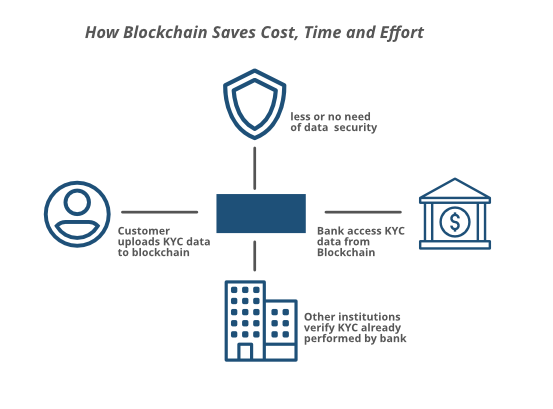 How Blockchain Saves Cost, Time and Effort
less or no need
of data security
Customer
uploads KYC data
to blockchain
Bank access KYC
data from
Blockchain
$
Other institutions
verify KYC already
performed by bank